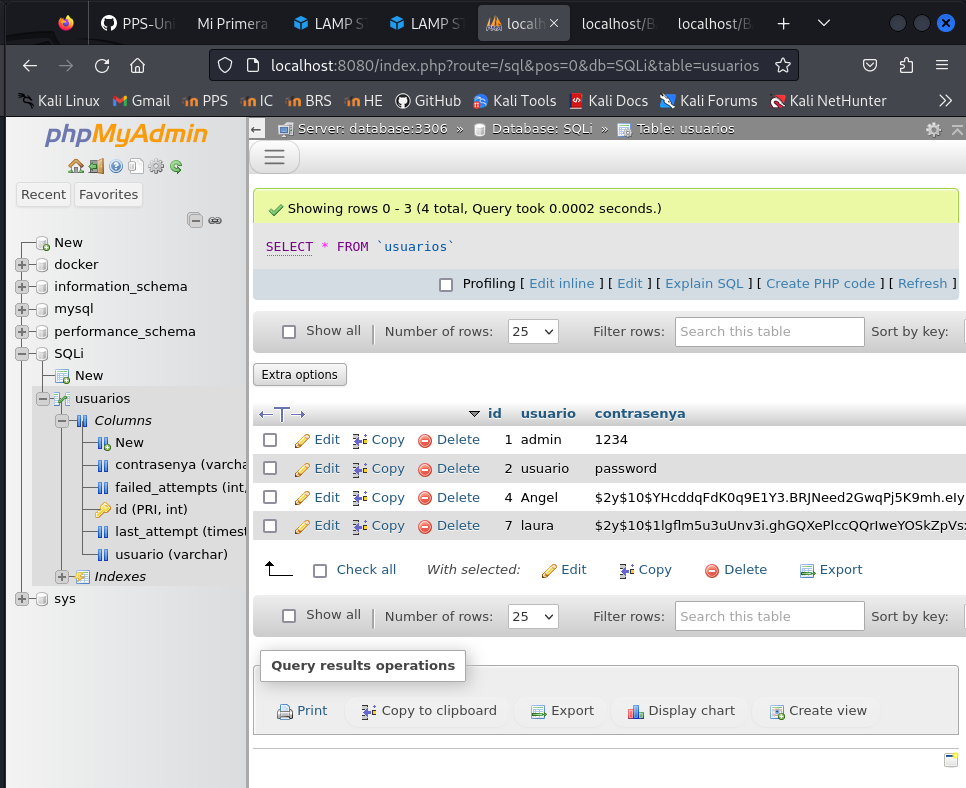 PPS-Uni
Mi Primera
LAMP ST
LAMP ST
localh
localhost/B
localhost/B
localhost:8080/index.php?route=/sql&pos=0&db=SQLi&table=usuarios
Kali Linux Gmail PPS IC BRS HE GitHub Kali Tools Kali Docs Kali Forums Kali NetHunter
phpMyAdmin
Recent Favorites
New
docker
information_schema
mysql
performance_schema
SQLi
New
usuarios
Columns
New
contrasenya (varcha
failed_attempts (int,
id (PRI, int)
last_attempt (timest
usuario (varchar)
Indexes
sys
Server: database:3306 » Database: SQLi » Table: usuarios
Showing rows 0 - 3 (4 total, Query took 0.0002 seconds.)
SELECT * FROM `usuarios`
Profiling [ Edit inline ] [ Edit ] [ Explain SQL ] [ Create PHP code ] [ Refresh ]
Show all Number of rows: 25 Filter rows: Search this table Sort by key:
Extra options
id usuario contrasenya
Edit Copy Delete 1 admin 1234
Edit Copy Delete 2 usuario password
Edit Copy Delete 4 Angel $2y$10$YHcddqFdK0q9E1Y3.BRJNeed2GwqPj5K9mh.eIy
Edit Copy Delete 7 laura $2y$10$1lgflm5u3uUnv3i.ghGQXePlccQQrIweYOSkZpVsx
Check all With selected: Edit Copy Delete Export
Show all Number of rows: 25 Filter rows: Search this table Sort by key:
Query results operations
Print Copy to clipboard Export Display chart Create view